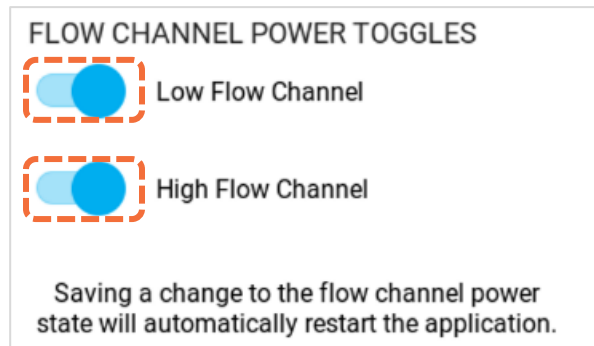 FLOW CHANNEL POWER TOGGLES
Low Flow Channel
High Flow Channel
Saving a change to the flow channel power
state will automatically restart the application.